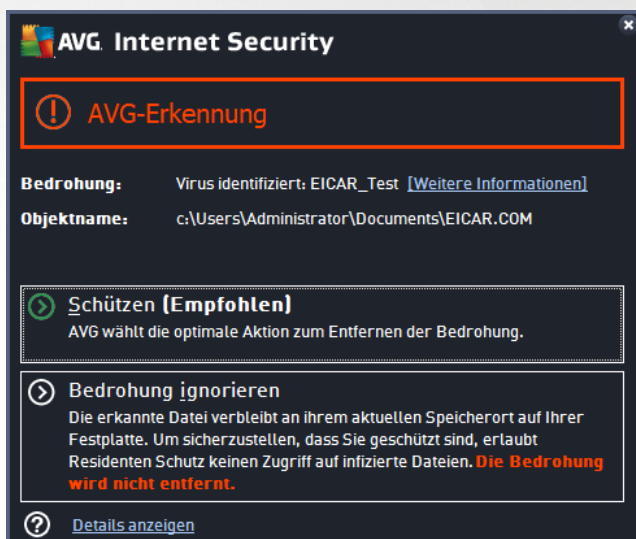 AVG. Internet Security
AVG-Erkennung
Bedrohung: Virus identifiziert: EICAR_Test [Weitere Informationen]
Objektname: c:\Users\Administrator\Documents\EICAR.COM
Schützen (Empfohlen)
AVG wählt die optimale Aktion zum Entfernen der Bedrohung.
Bedrohung ignorieren
Die erkannte Datei verbleibt an ihrem aktuellen Speicherort auf Ihrer
Festplatte. Um sicherzustellen, dass Sie geschützt sind, erlaubt
Residenten Schutz keinen Zugriff auf infizierte Dateien. Die Bedrohung
wird nicht entfernt.
Details anzeigen